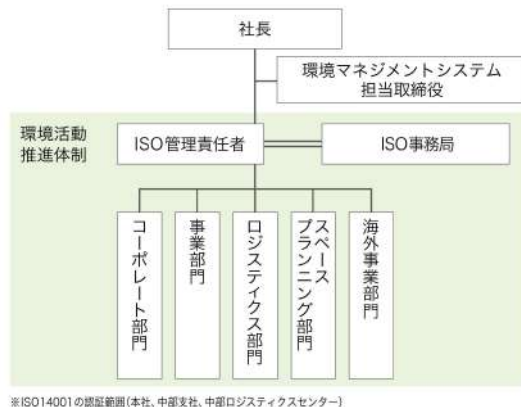 社長
環境マネジメントシステム
担当取締役
環境活動
推進体制
ISO管理責任者
ISO事務局
コーポレート部門
事業部門
ロジスティクス部門
スペース
プランニング部門
海外事業部門
※ISO14001の認証範囲(本社、中部支社、中部ロジスティクスセンター)